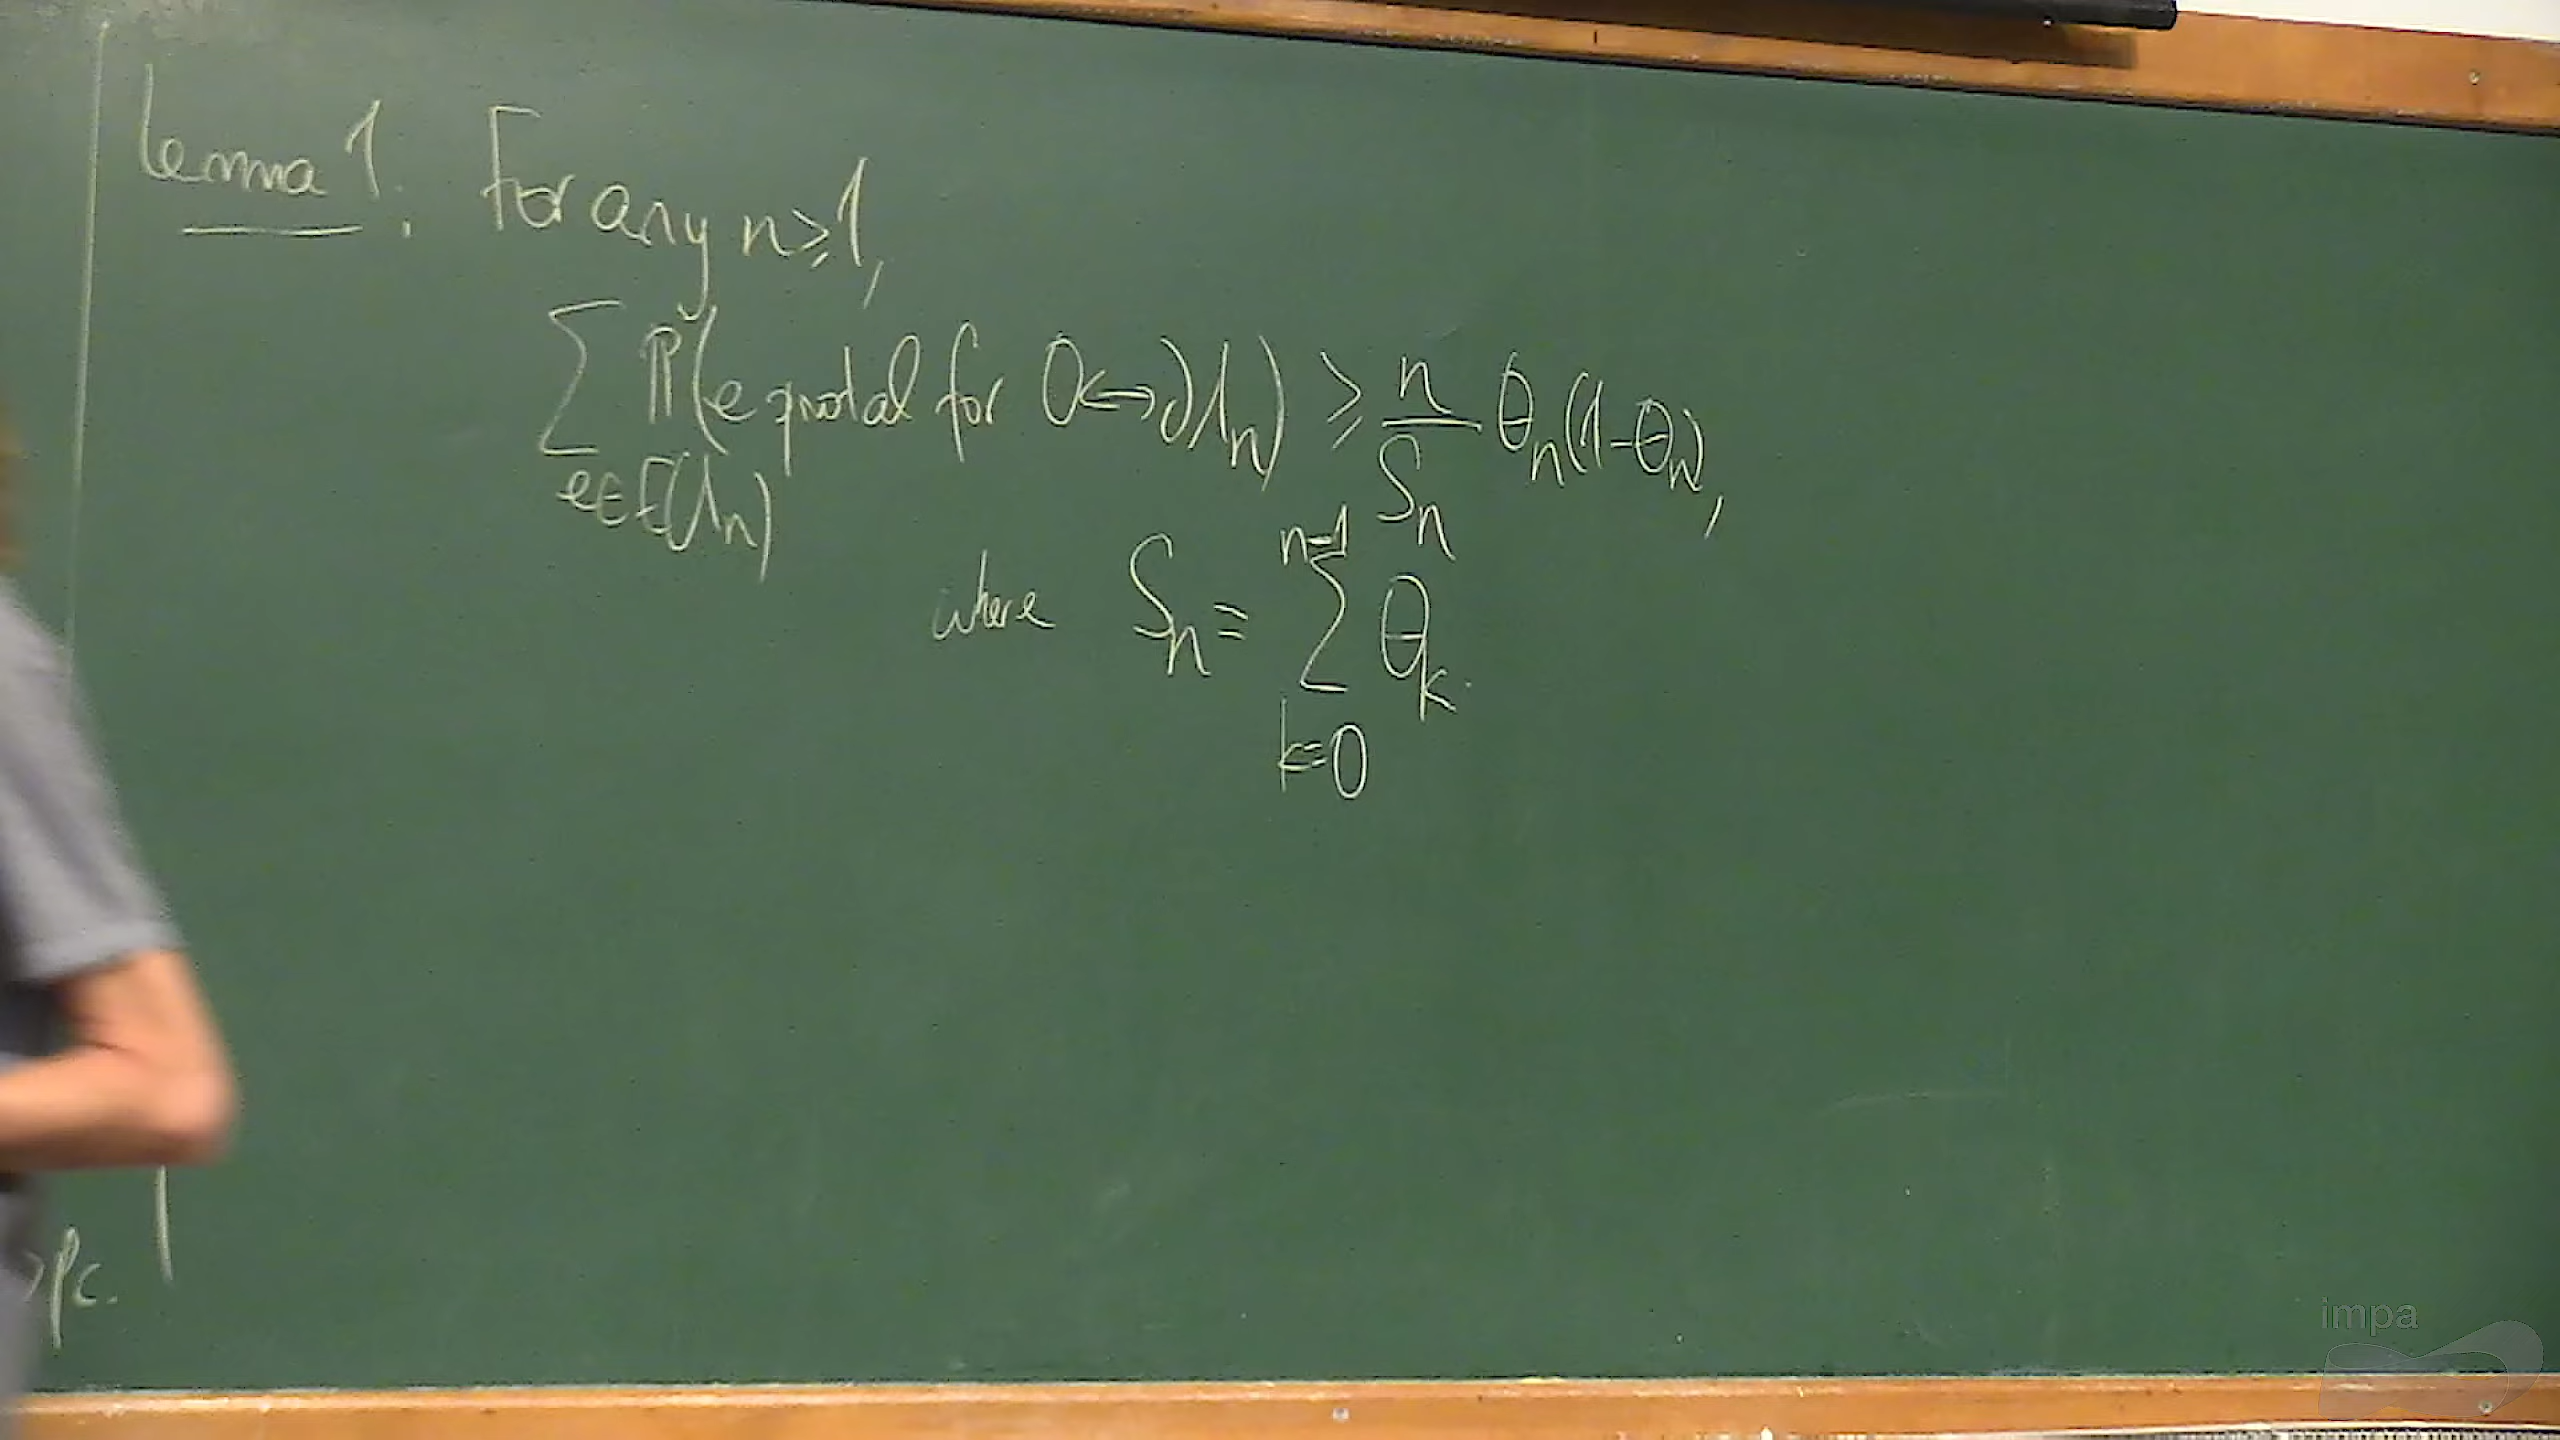 Lemma 1. For any n≥1,
∑ ℙ(e pivotal for 0↔∂Λn) ≥ n/Sn θn(1-θn),
e∈E(Λn)
where Sn = ∑ θk.
n-1
k=0
pc.
impa